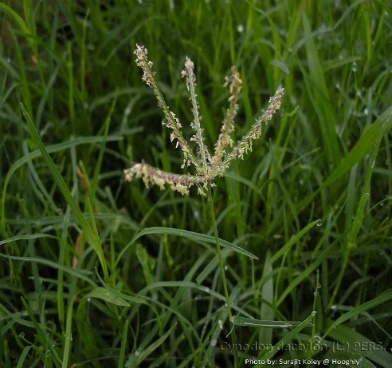 Cynodon dactylon (L.) PERS.
Photo by: Surajit Koley @ Hooghly